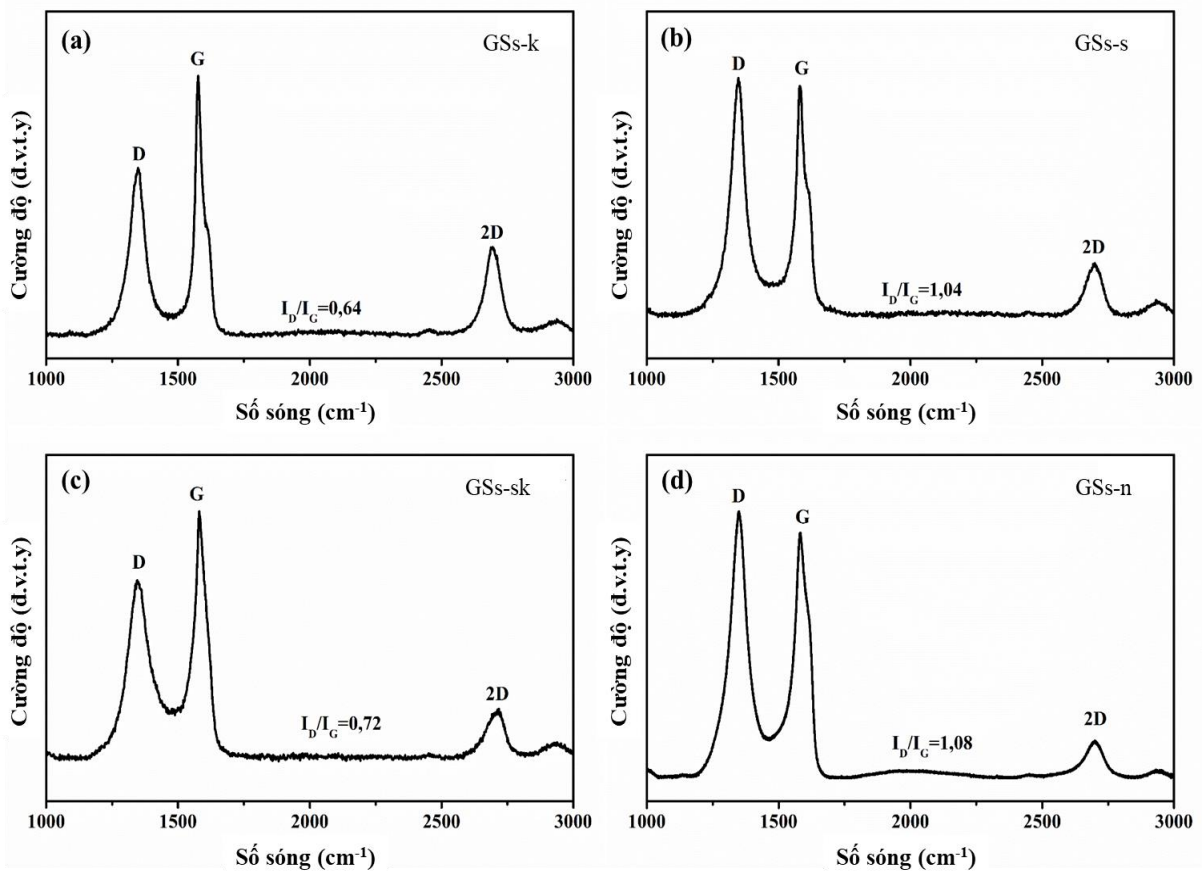 (a)
GSs-k
G
D
2D
I_D/I_G=0,64
Cường độ (đ.v.t.y)
1000 1500 2000 2500 3000
Số sóng (cm⁻¹)
(b)
GSs-s
D
G
2D
I_D/I_G=1,04
Cường độ (đ.v.t.y)
1000 1500 2000 2500 3000
Số sóng (cm⁻¹)
(c)
GSs-sk
G
D
2D
I_D/I_G=0,72
Cường độ (đ.v.t.y)
1000 1500 2000 2500 3000
Số sóng (cm⁻¹)
(d)
GSs-n
D
G
2D
I_D/I_G=1,08
Cường độ (đ.v.t.y)
1000 1500 2000 2500 3000
Số sóng (cm⁻¹)